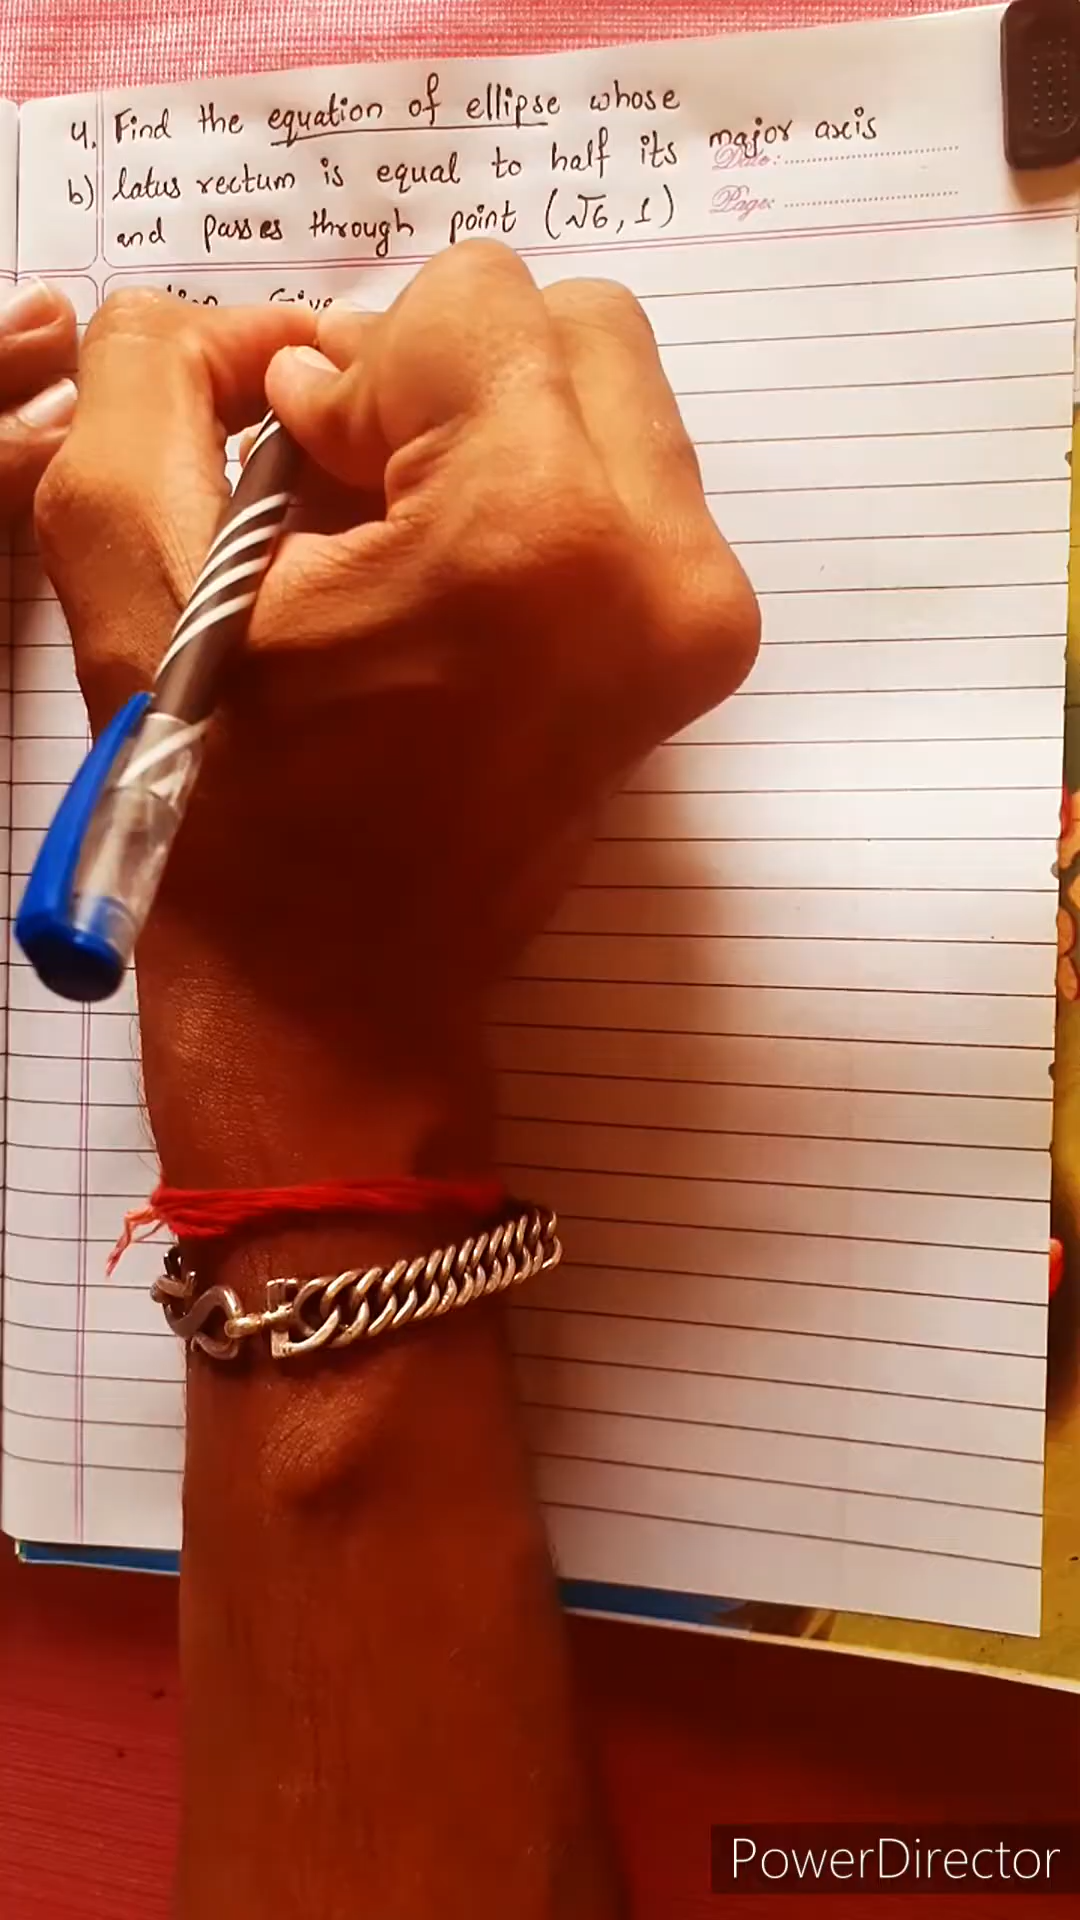 4. Find the equation of ellipse whose
b) latus rectum is equal to half its major axis
and passes through point (√6, 1)
Date:
Page:
PowerDirector